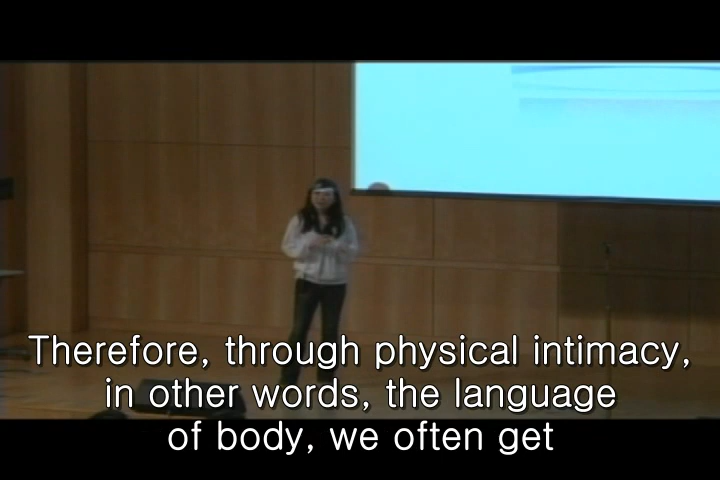 Therefore, through physical intimacy,
in other words, the language
of body, we often get